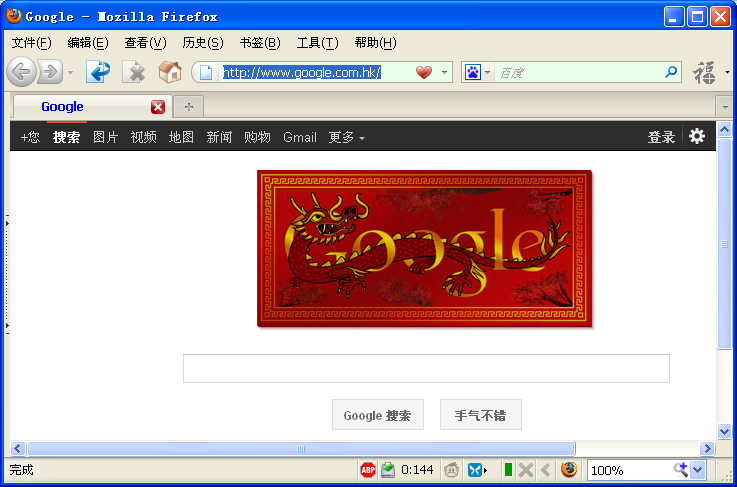 Google - Mozilla Firefox
文件(F) 编辑(E) 查看(V) 历史(S) 书签(B) 工具(T) 帮助(H)
http://www.google.com.hk/ 百度 福
Google
+您 搜索 图片 视频 地图 新闻 购物 Gmail 更多 登录
Google
Google 搜索 手气不错
完成 ABP 0:144 100%